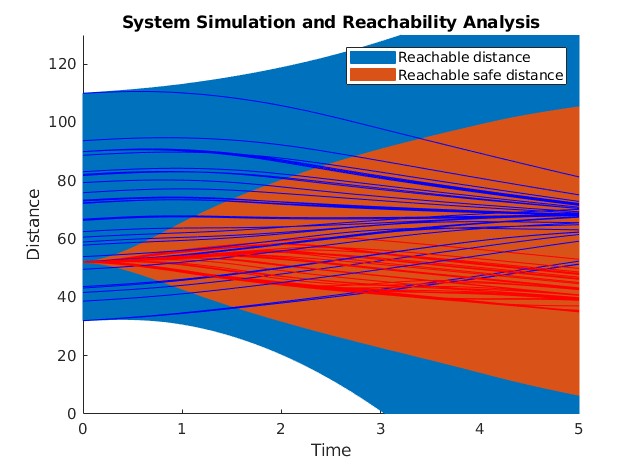 System Simulation and Reachability Analysis
Reachable distance
Reachable safe distance
120
100
80
60
40
20
0
Distance
0 1 2 3 4 5
Time